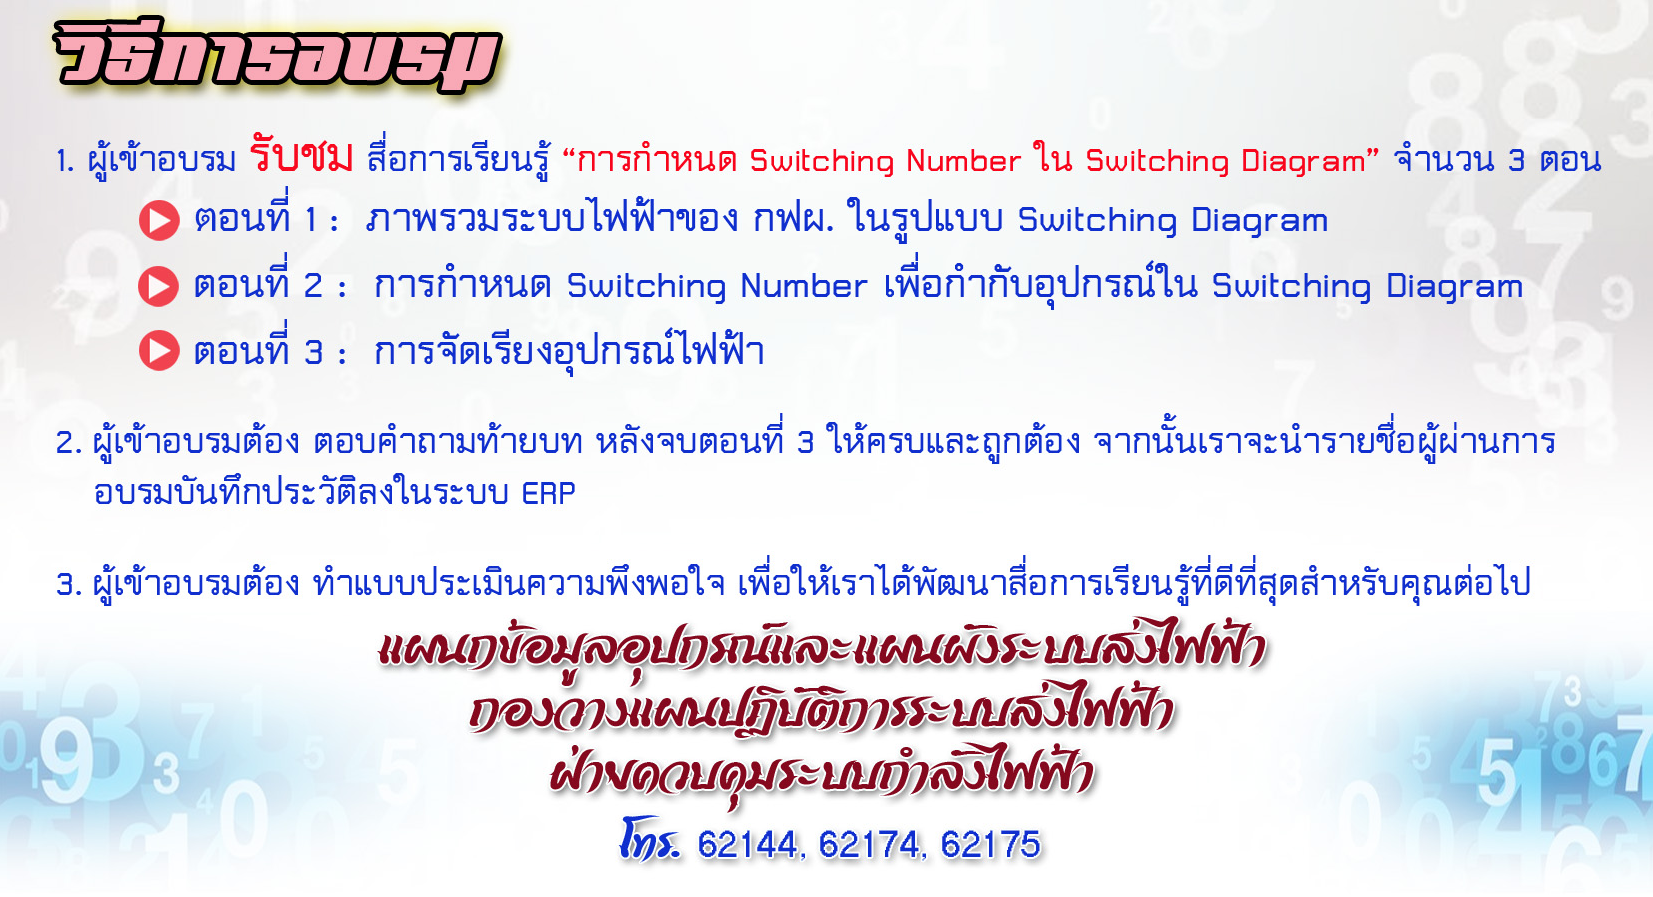 วิธีการอบรม
1. ผู้เข้าอบรม รับชม สื่อการเรียนรู้ “การกำหนด Switching Number ใน Switching Diagram” จำนวน 3 ตอน
ตอนที่ 1 : ภาพรวมระบบไฟฟ้าของ กฟผ. ในรูปแบบ Switching Diagram
ตอนที่ 2 : การกำหนด Switching Number เพื่อกำกับอุปกรณ์ใน Switching Diagram
ตอนที่ 3 : การจัดเรียงอุปกรณ์ไฟฟ้า
2. ผู้เข้าอบรมต้อง ตอบคำถามท้ายบท หลังจบตอนที่ 3 ให้ครบและถูกต้อง จากนั้นเราจะนำรายชื่อผู้ผ่านการ
อบรมบันทึกประวัติลงในระบบ ERP
3. ผู้เข้าอบรมต้อง ทำแบบประเมินความพึงพอใจ เพื่อให้เราได้พัฒนาสื่อการเรียนรู้ที่ดีที่สุดสำหรับคุณต่อไป
แผนกข้อมูลอุปกรณ์และแผนผังระบบส่งไฟฟ้า
กองวางแผนปฏิบัติการระบบส่งไฟฟ้า
ฝ่ายควบคุมระบบกำลังไฟฟ้า
โทร. 62144, 62174, 62175